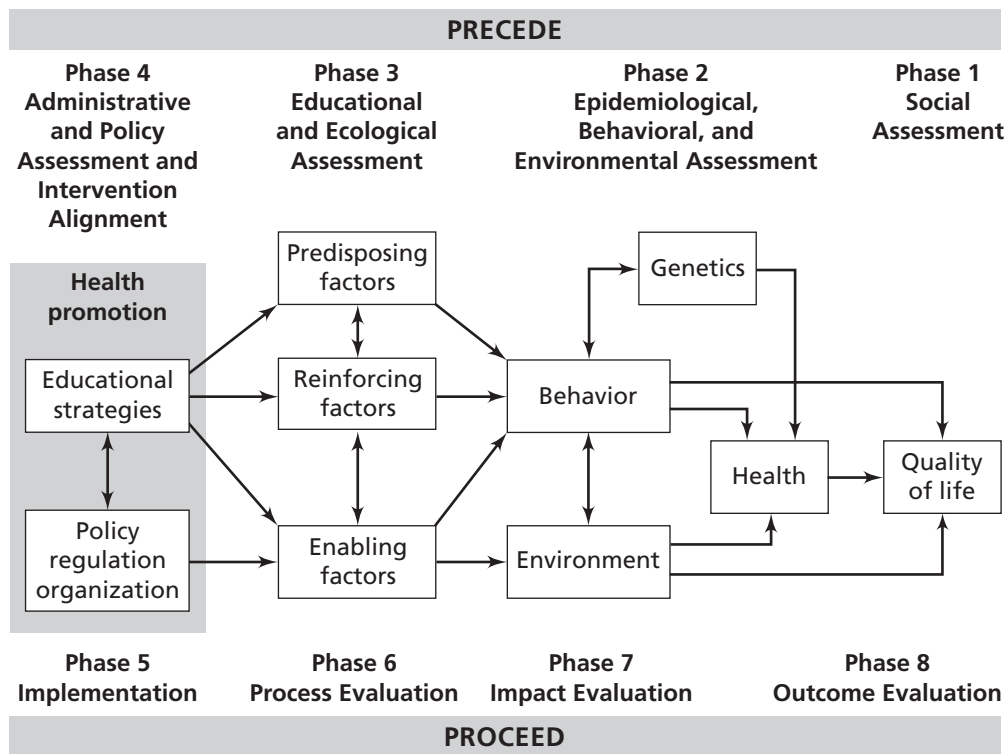 PRECEDE
Phase 4
Administrative
and Policy
Assessment and
Intervention
Alignment
Phase 3
Educational
and Ecological
Assessment
Phase 2
Epidemiological,
Behavioral, and
Environmental Assessment
Phase 1
Social
Assessment
Health
promotion
Educational
strategies
Policy
regulation
organization
Predisposing
factors
Reinforcing
factors
Enabling
factors
Genetics
Behavior
Environment
Health
Quality
of life
Phase 5
Implementation
Phase 6
Process Evaluation
Phase 7
Impact Evaluation
Phase 8
Outcome Evaluation
PROCEED